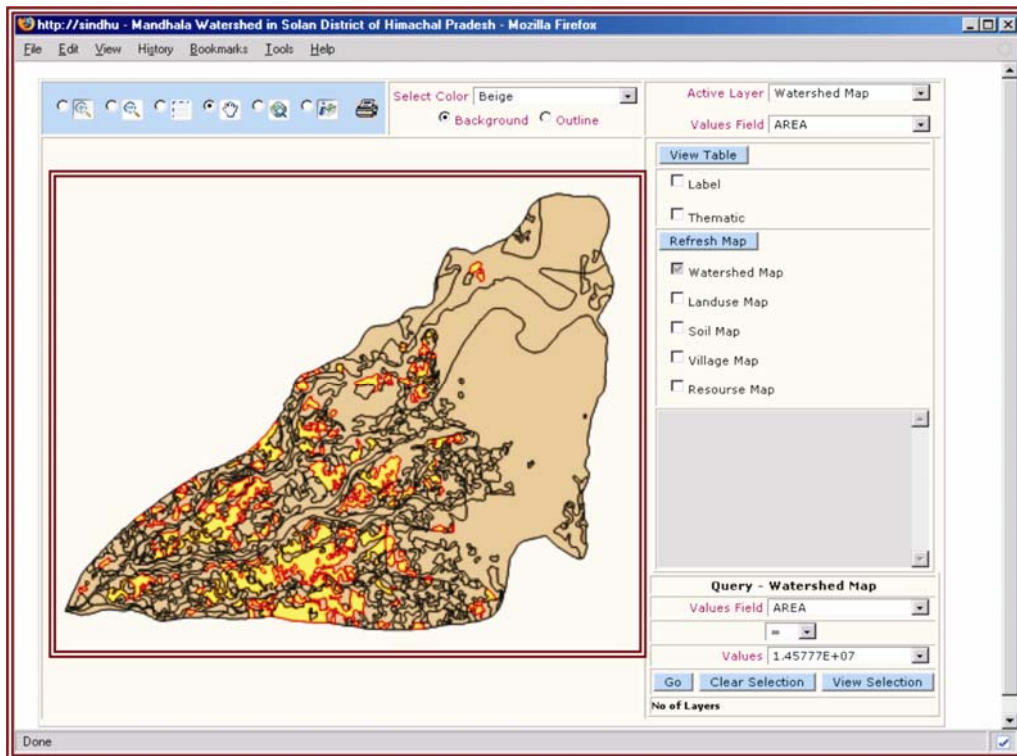 http://sindhu - Mandhala Watershed in Solan District of Himachal Pradesh - Mozilla Firefox
File Edit View History Bookmarks Tools Help
Select Color Beige
Background Outline
Active Layer Watershed Map
Values Field AREA
View Table
Label
Thematic
Refresh Map
Watershed Map
Landuse Map
Soil Map
Village Map
Resourse Map
Query - Watershed Map
Values Field AREA
=
Values 1.45777E+07
Go Clear Selection View Selection
No of Layers
Done